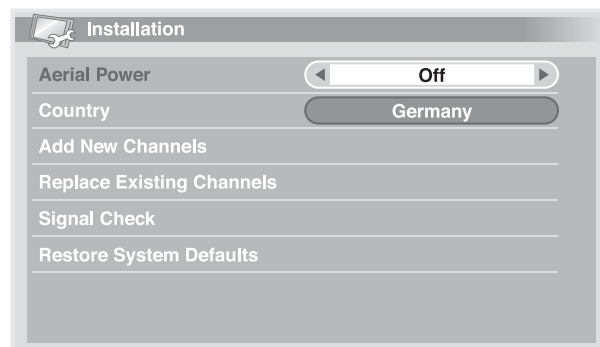 Installation
Aerial Power Off
Country Germany
Add New Channels
Replace Existing Channels
Signal Check
Restore System Defaults